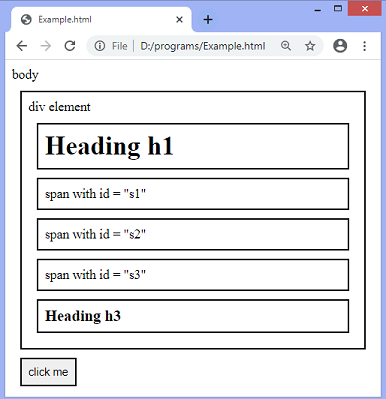 Example.html
File | D:/programs/Example.html
body
div element
Heading h1
span with id = "s1"
span with id = "s2"
span with id = "s3"
Heading h3
click me